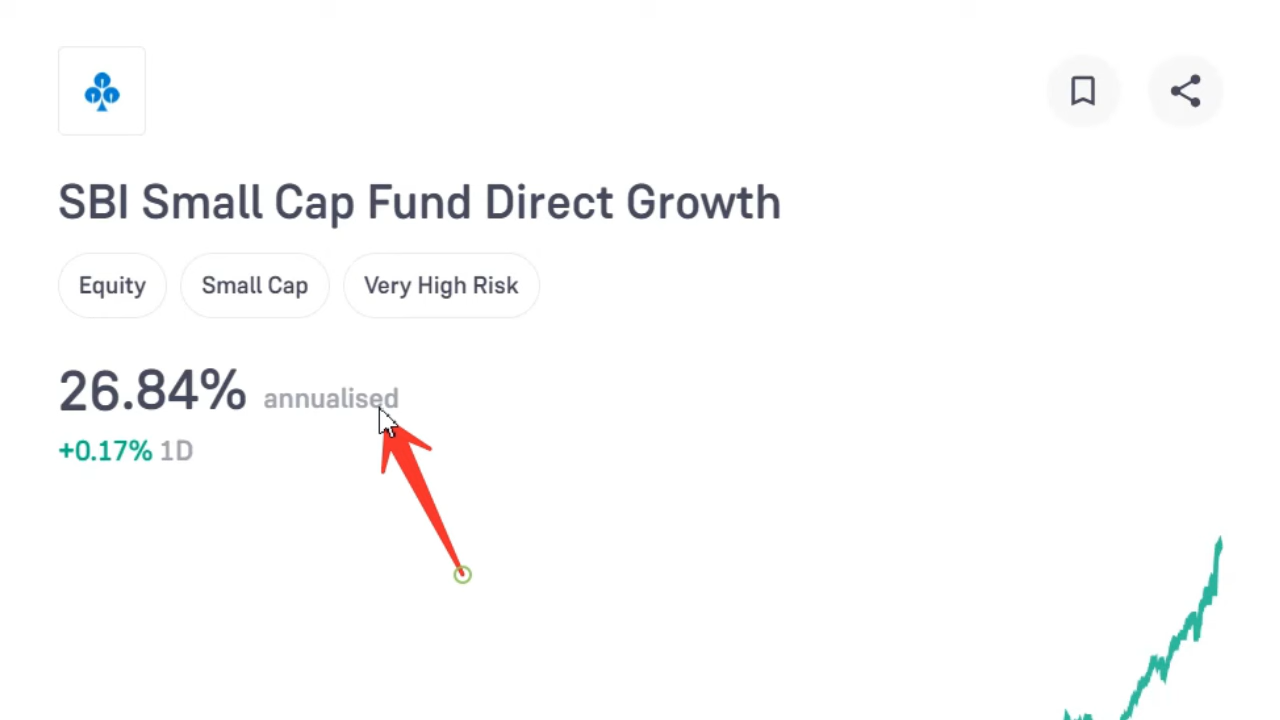 SBI Small Cap Fund Direct Growth
Equity Small Cap Very High Risk
26.84% annualised
+0.17% 1D